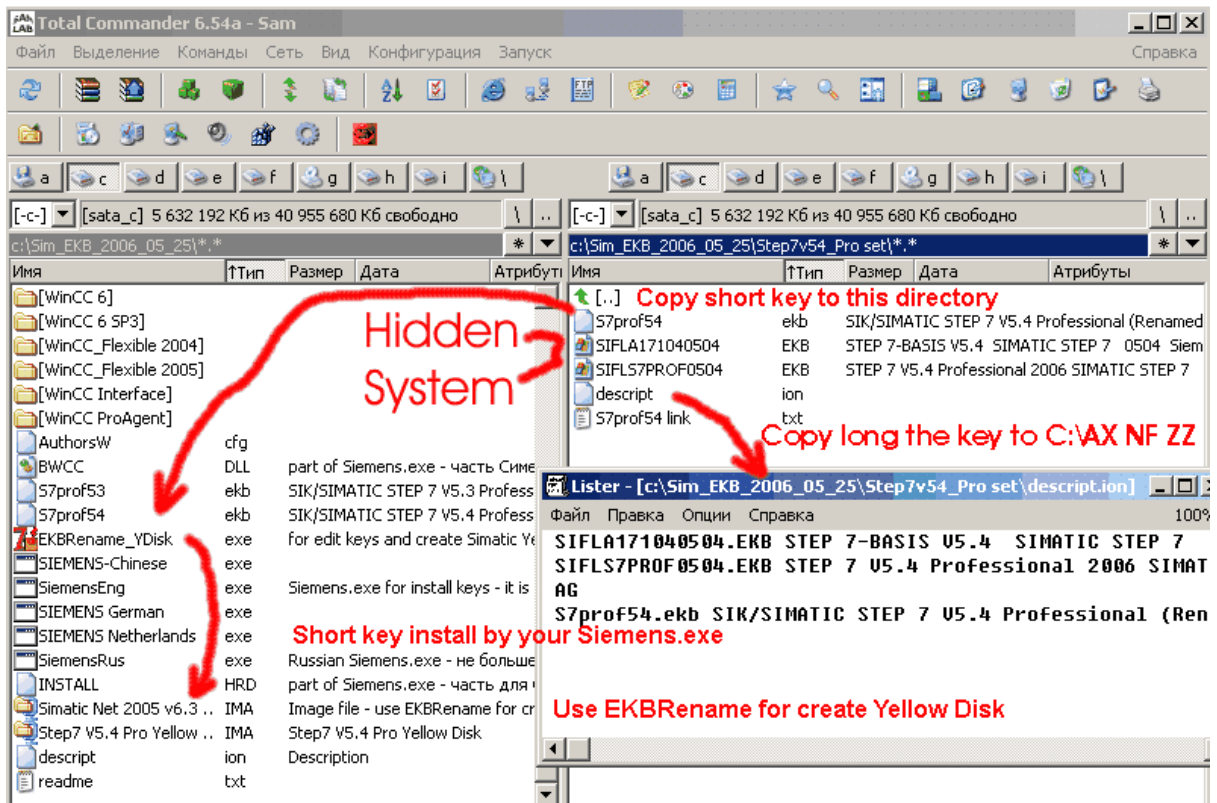 Total Commander 6.54a - Sam
Файл Выделение Команды Сеть Вид Конфигурация Запуск Справка
a c d e f g h i \
a c d e f g h i \
[-c-] [sata_c] 5 632 192 Кб из 40 955 680 Кб свободно \ ..
[-c-] [sata_c] 5 632 192 Кб из 40 955 680 Кб свободно \ ..
c:\Sim_EKB_2006_05_25\*.* * 
c:\Sim_EKB_2006_05_25\Step7v54_Pro set\*.* *
Имя ↑Тип Размер Дата Атрибуты
[WinCC 6]
[WinCC 6 SP3]
[WinCC_Flexible 2004]
[WinCC_Flexible 2005]
[WinCC Interface]
[WinCC ProAgent]
AuthorsW cfg
BWCC DLL part of Siemens.exe - часть Симе
S7prof53 ekb SIK/SIMATIC STEP 7 V5.3 Profess
S7prof54 ekb SIK/SIMATIC STEP 7 V5.4 Profess
EKBRename_YDisk exe for edit keys and create Simatic Ye
SIEMENS-Chinese exe
SiemensEng exe Siemens.exe for install keys - it is
SIEMENS German exe
SIEMENS Netherlands exe
SiemensRus exe Russian Siemens.exe - не больше
INSTALL HRD part of Siemens.exe - часть для
Simatic Net 2005 v6.3 .. IMA Image file - use EKBRename for cr
Step7 V5.4 Pro Yellow .. IMA Step7 V5.4 Pro Yellow Disk
descript ion Description
readme txt
Имя ↑Тип Размер Дата Атрибуты
[..] Copy short key to this directory
S7prof54 ekb SIK/SIMATIC STEP 7 V5.4 Professional (Renamed
SIFLA171040504 EKB STEP 7-BASIS V5.4 SIMATIC STEP 7 0504 Siem
SIFLS7PROF0504 EKB STEP 7 V5.4 Professional 2006 SIMATIC STEP 7
descript ion
S7prof54 link txt
Hidden
System
Copy long the key to C:\AX NF ZZ
Short key install by your Siemens.exe
Lister - [c:\Sim_EKB_2006_05_25\Step7v54_Pro set\descript.ion]
Файл Правка Опции Справка 100%
SIFLA171040504.EKB STEP 7-BASIS V5.4 SIMATIC STEP 7
SIFLS7PROF0504.EKB STEP 7 V5.4 Professional 2006 SIMAT
AG
S7prof54.ekb SIK/SIMATIC STEP 7 V5.4 Professional (Ren
Use EKBRename for create Yellow Disk